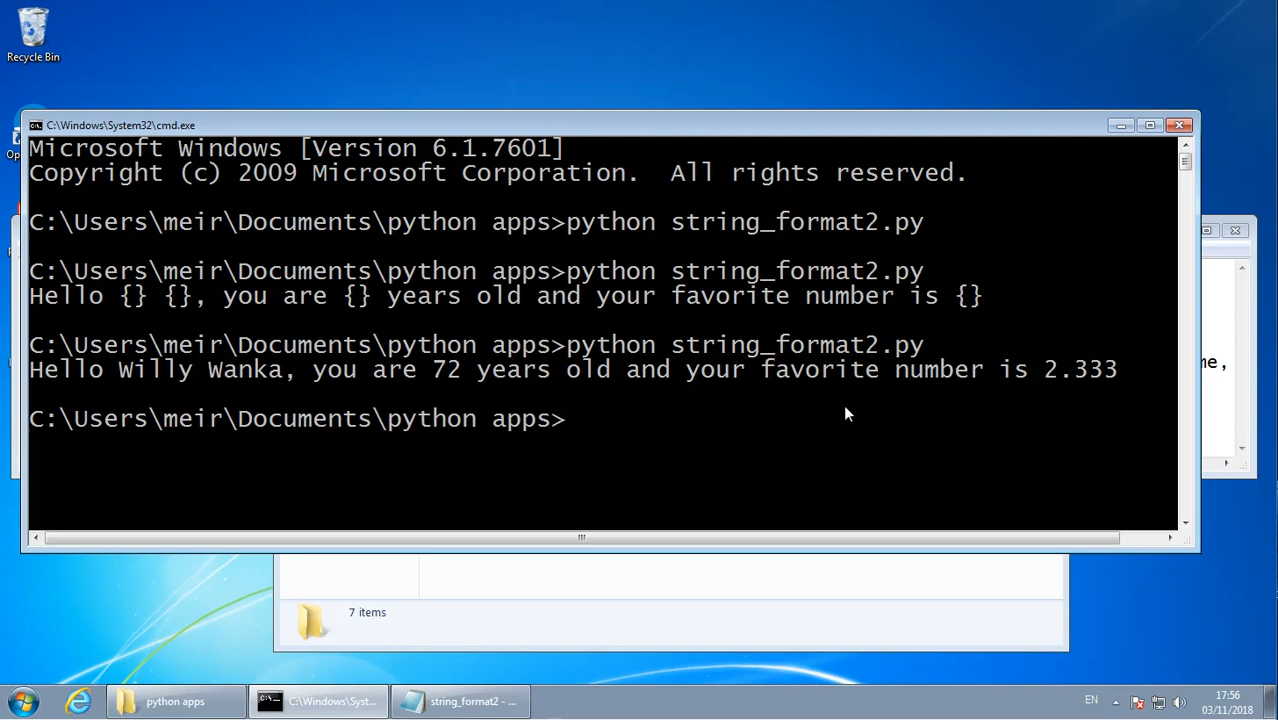 Recycle Bin
C:\Windows\System32\cmd.exe
Microsoft Windows [Version 6.1.7601]
Copyright (c) 2009 Microsoft Corporation.  All rights reserved.
C:\Users\meir\Documents\python apps>python string_format2.py
C:\Users\meir\Documents\python apps>python string_format2.py
Hello {} {}, you are {} years old and your favorite number is {}
C:\Users\meir\Documents\python apps>python string_format2.py
Hello Willy Wanka, you are 72 years old and your favorite number is 2.333
C:\Users\meir\Documents\python apps>
Op
me,
7 items
python apps
C:\Windows\Syst...
string_format2 - ...
EN
17:56
03/11/2018